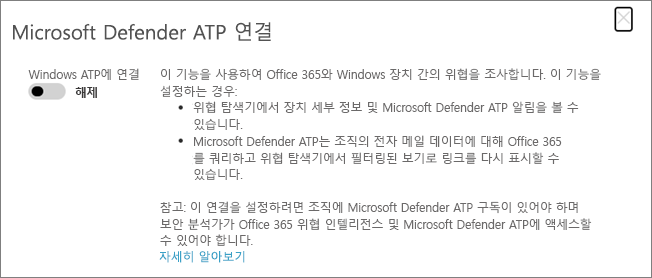 Microsoft Defender ATP 연결
Windows ATP에 연결
해제
이 기능을 사용하여 Office 365와 Windows 장치 간의 위협을 조사합니다. 이 기능을
설정하는 경우:
• 위협 탐색기에서 장치 세부 정보 및 Microsoft Defender ATP 알림을 볼 수
있습니다.
• Microsoft Defender ATP는 조직의 전자 메일 데이터에 대해 Office 365
를 쿼리하고 위협 탐색기에서 필터링된 보기로 링크를 다시 표시할 수
있습니다.
참고: 이 연결을 설정하려면 조직에 Microsoft Defender ATP 구독이 있어야 하며
보안 분석가가 Office 365 위협 인텔리전스 및 Microsoft Defender ATP에 액세스할
수 있어야 합니다.
자세히 알아보기